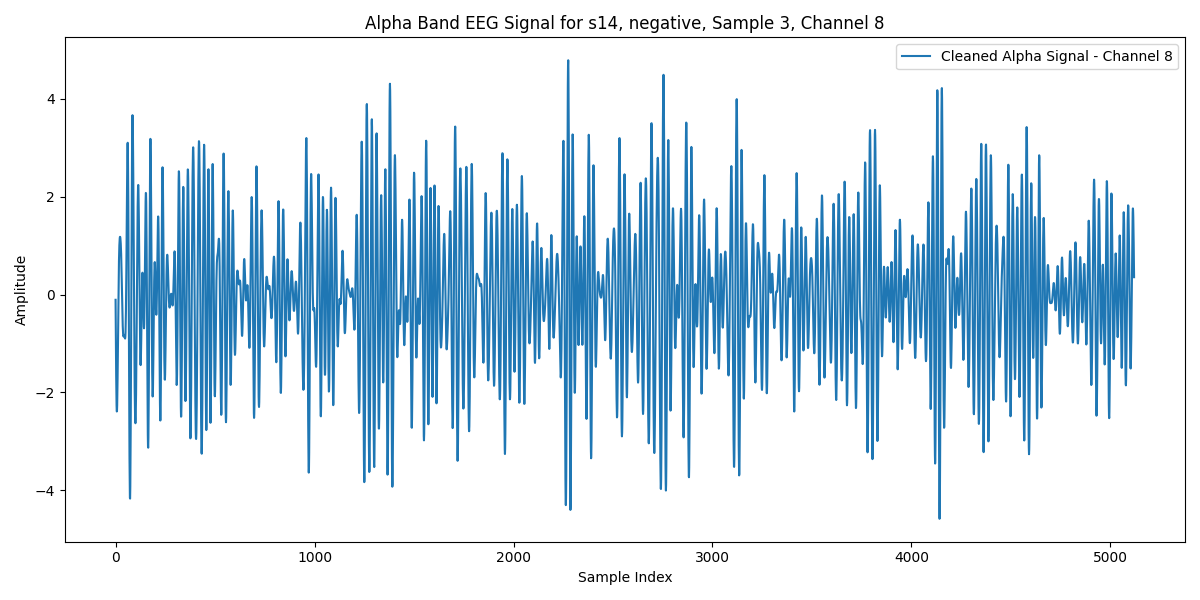 Alpha Band EEG Signal for s14, negative, Sample 3, Channel 8
Cleaned Alpha Signal - Channel 8
Amplitude
4
2
0
−2
−4
0 1000 2000 3000 4000 5000
Sample Index